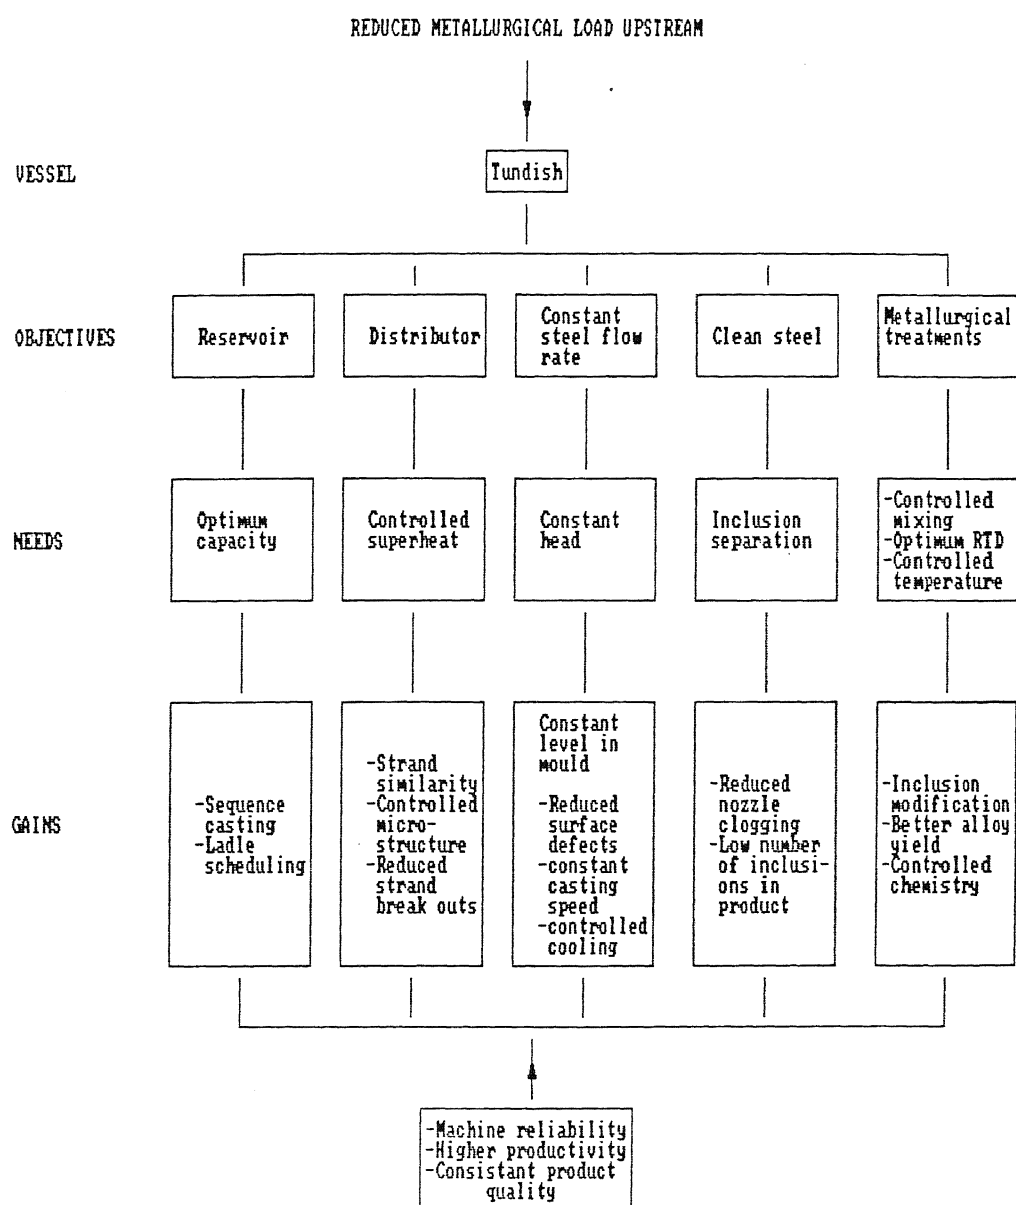 REDUCED METALLURGICAL LOAD UPSTREAM
VESSEL
Tundish
OBJECTIVES
Reservoir
Distributor
Constant
steel flow
rate
Clean steel
Metallurgical
treatments
NEEDS
Optimum
capacity
Controlled
superheat
Constant
head
Inclusion
separation
-Controlled
mixing
-Optimum RTD
-Controlled
temperature
GAINS
-Sequence
casting
-Ladle
scheduling
-Strand
similarity
-Controlled
micro-
structure
-Reduced
strand
break outs
Constant
level in
mould
-Reduced
surface
defects
-constant
casting
speed
-controlled
cooling
-Reduced
nozzle
clogging
-Low number
of inclusi-
ons in
product
-Inclusion
modification
-Better alloy
yield
-Controlled
chemistry
-Machine reliability
-Higher productivity
-Consistant product
quality